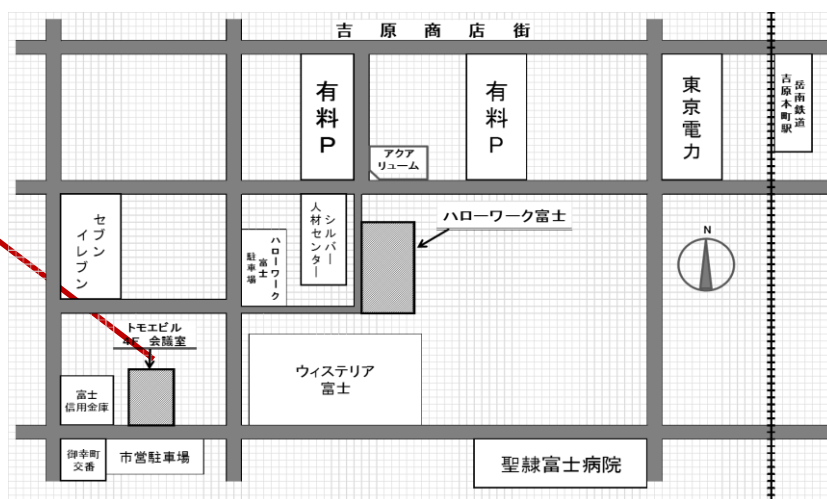 吉原商店街
有料P
有料P
東京電力
岳南鉄道
吉原本町駅
アクア
リューム
セブン
イレブン
ハローワーク
富士
駐車場
シルバー
人材センター
ハローワーク富士
N
トモエビル
4F 会議室
ウィステリア
富士
富士
信用金庫
御幸町
交番
市営駐車場
聖隷富士病院